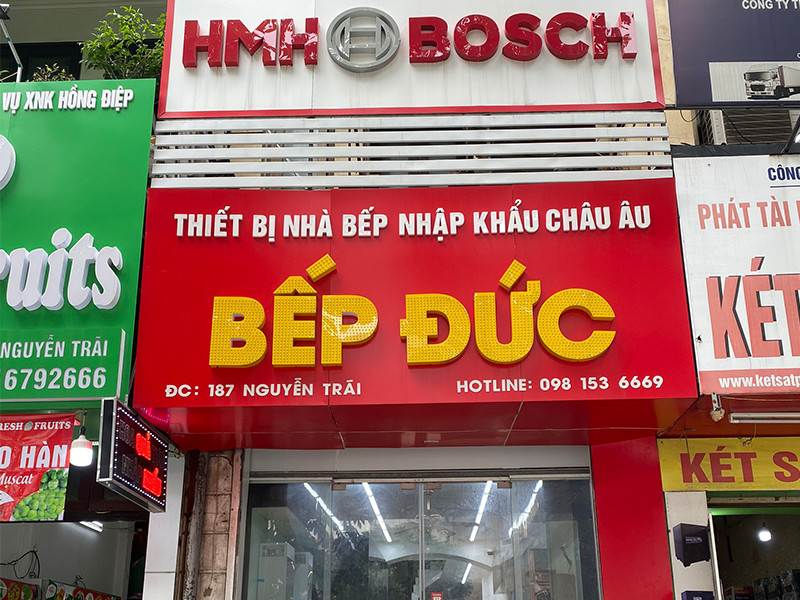 HMH BOSCH
CÔNG TY T
VỤ XNK HỒNG ĐIỆP
THIẾT BỊ NHÀ BẾP NHẬP KHẨU CHÂU ÂU
BẾP ĐỨC
ĐC: 187 NGUYỄN TRÃI HOTLINE: 098 153 6669
ruits
NGUYỄN TRÃI
6792666
FRESH FRUITS
O HÀN
Muscat
CÔNG
PHÁT TÀI
KÉT
www.ketsatp
KÉT S